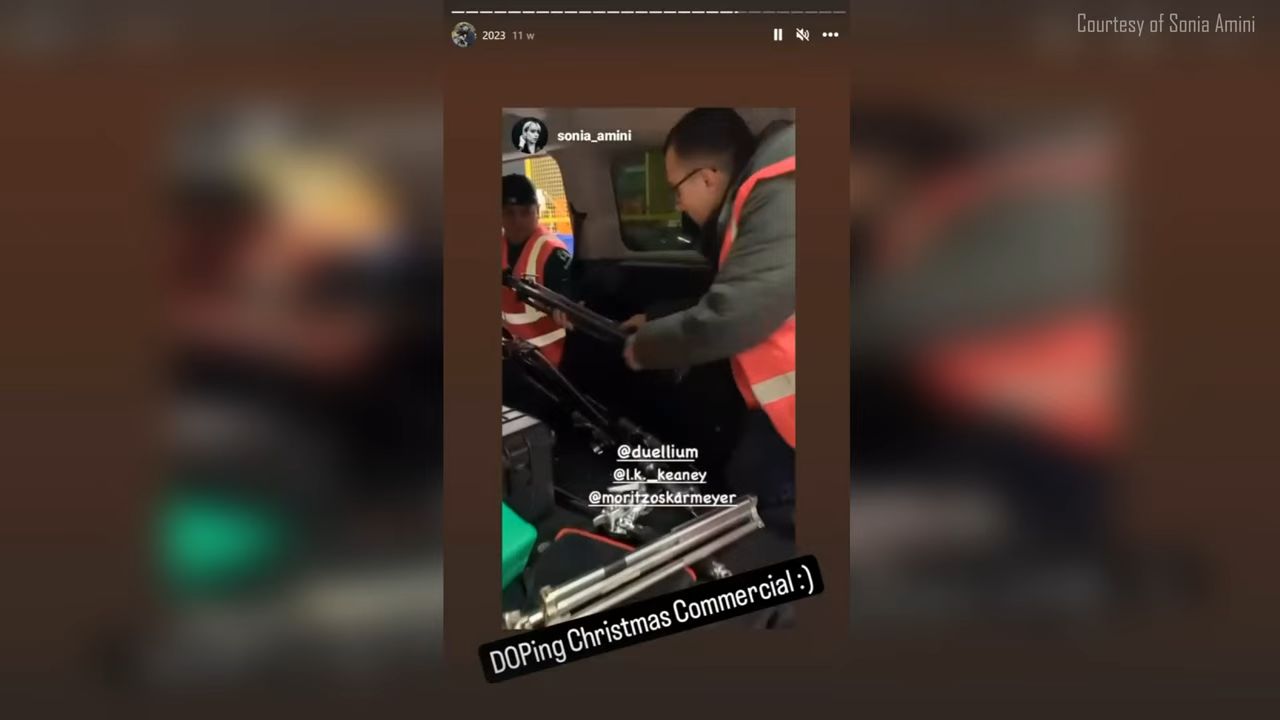 Courtesy of Sonia Amini
2023 11 w
sonia_amini
@duellium
@l.k._keaney
@moritzoskarmeyer
DOPing Christmas Commercial :)